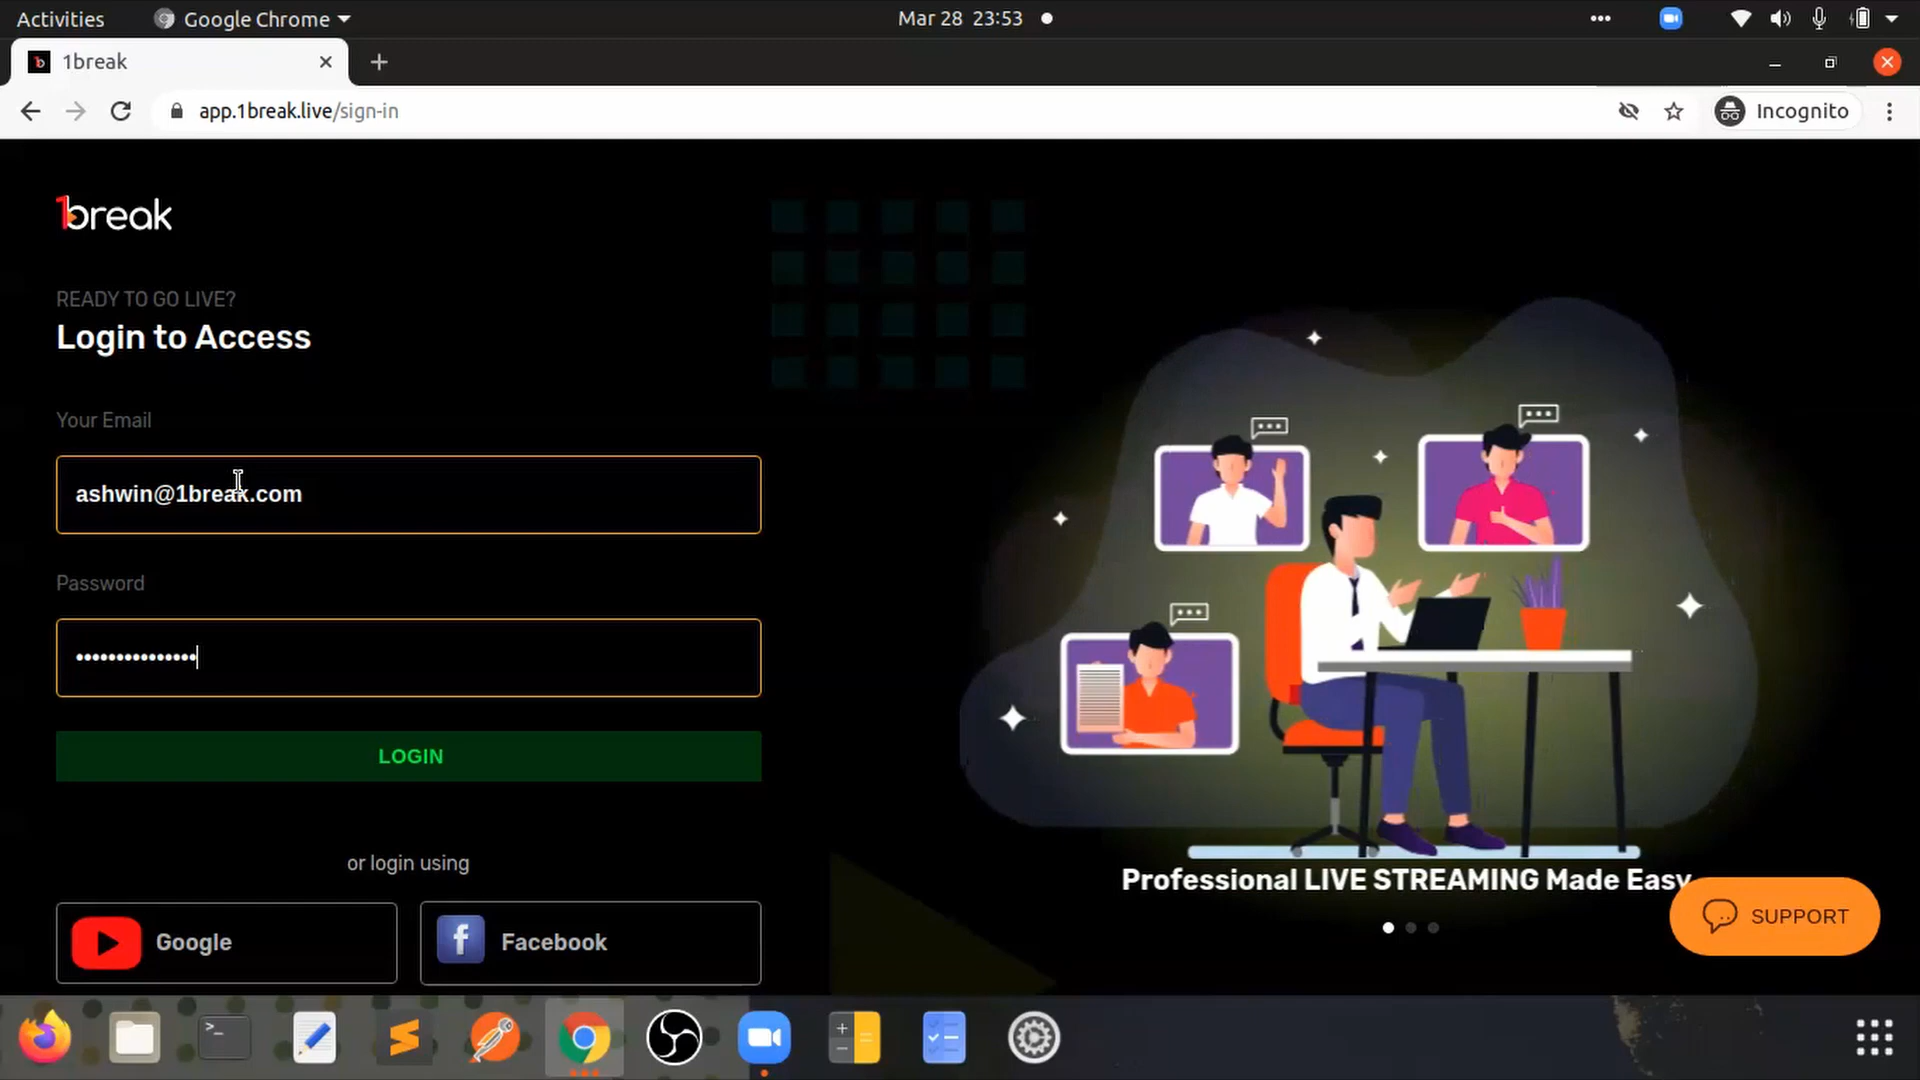 Activities
Google Chrome
Mar 28 23:53
1break
app.1break.live/sign-in
Incognito
1break
READY TO GO LIVE?
Login to Access
Your Email
ashwin@1break.com
Password
•••••••••••••••
LOGIN
or login using
Google
Facebook
Professional LIVE STREAMING Made Easy
SUPPORT